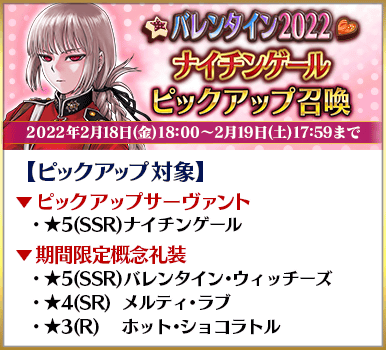 バレンタイン2022
ナイチンゲール
ピックアップ召喚
2022年2月18日(金)18:00～2月19日(土)17:59まで
【ピックアップ対象】
▼ピックアップサーヴァント
・★5(SSR)ナイチンゲール
▼期間限定概念礼装
・★5(SSR)バレンタイン・ウィッチーズ
・★4(SR) メルティ・ラブ
・★3(R) ホット・ショコラトル